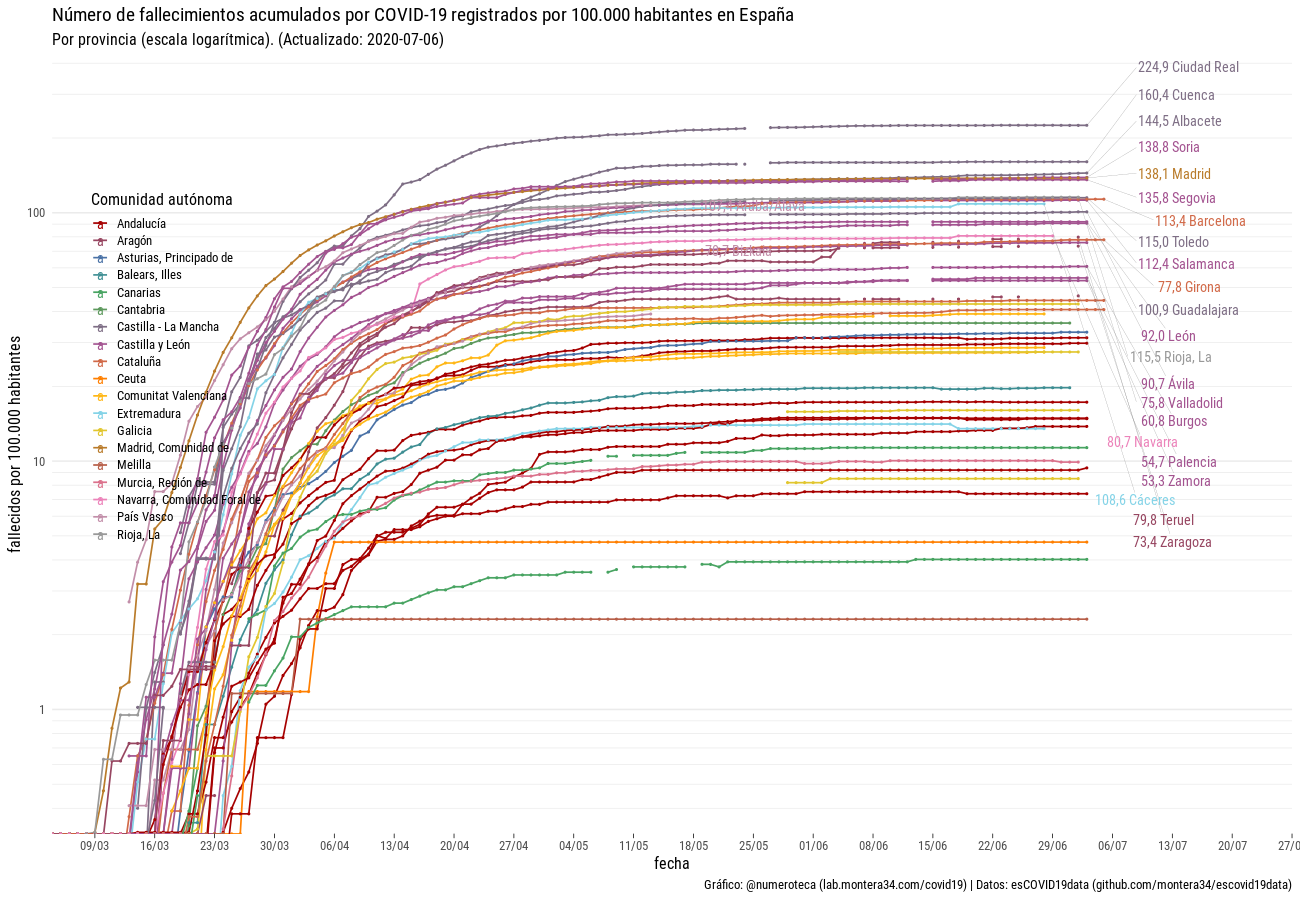 Número de fallecimientos acumulados por COVID-19 registrados por 100.000 habitantes en España
Por provincia (escala logarítmica). (Actualizado: 2020-07-06)
fallecidos por 100.000 habitantes
100
10
1
Comunidad autónoma
Andalucía
Aragón
Asturias, Principado de
Balears, Illes
Canarias
Cantabria
Castilla - La Mancha
Castilla y León
Cataluña
Ceuta
Comunitat Valenciana
Extremadura
Galicia
Madrid, Comunidad de
Melilla
Murcia, Región de
Navarra, Comunidad Foral de
País Vasco
Rioja, La
224,9 Ciudad Real
160,4 Cuenca
144,5 Albacete
138,8 Soria
138,1 Madrid
135,8 Segovia
113,4 Barcelona
115,0 Toledo
112,4 Salamanca
77,8 Girona
100,9 Guadalajara
92,0 León
115,5 Rioja, La
90,7 Ávila
75,8 Valladolid
60,8 Burgos
80,7 Navarra
54,7 Palencia
53,3 Zamora
108,6 Cáceres
79,8 Teruel
73,4 Zaragoza
Araba/Álava
Bizkaia
09/03 16/03 23/03 30/03 06/04 13/04 20/04 27/04 04/05 11/05 18/05 25/05 01/06 08/06 15/06 22/06 29/06 06/07 13/07 20/07 27/0
fecha
Gráfico: @numeroteca (lab.montera34.com/covid19) | Datos: esCOVID19data (github.com/montera34/escovid19data)